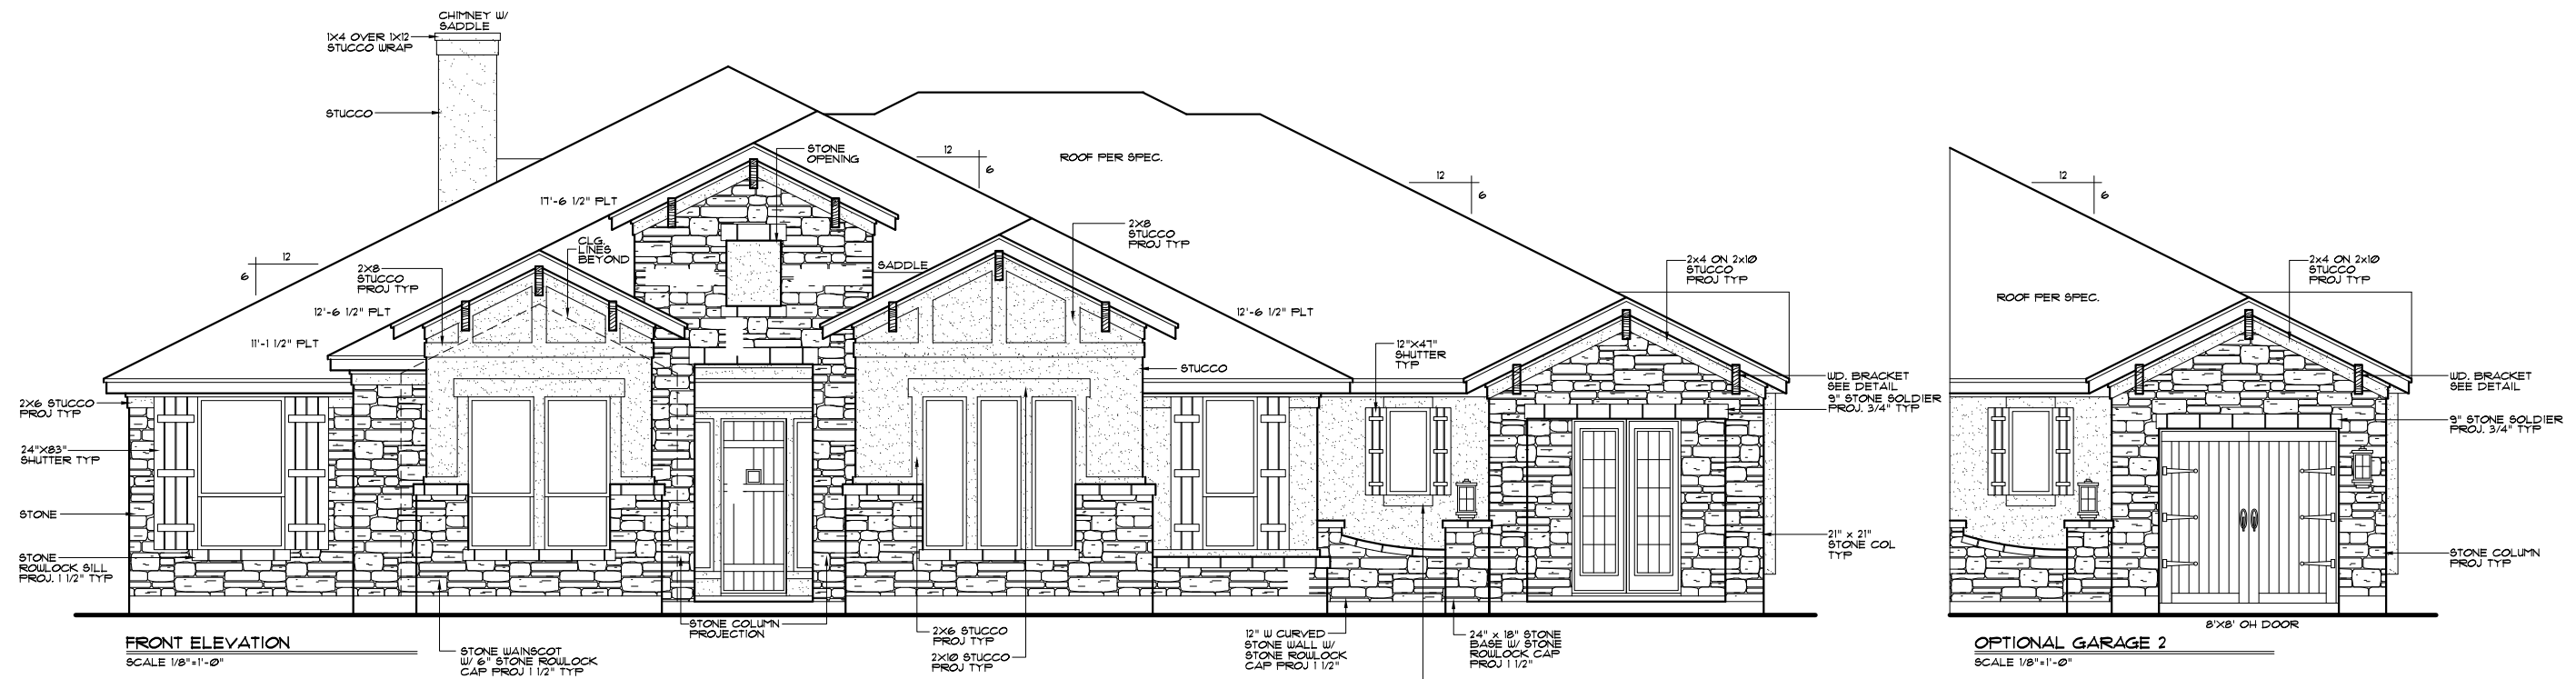 CHIMNEY W/
SADDLE
1X4 OVER 1X12
STUCCO WRAP
STUCCO
STONE
OPENING
12
6
ROOF PER SPEC.
12
6
17'-6 1/2" PLT
CLG.
LINES
BEYOND
2X8
STUCCO
PROJ TYP
SADDLE
12
6
2X8
STUCCO
PROJ TYP
2x4 ON 2x10
STUCCO
PROJ TYP
12'-6 1/2" PLT
12'-6 1/2" PLT
11'-1 1/2" PLT
12"X47"
SHUTTER
TYP
STUCCO
WD. BRACKET
SEE DETAIL
9" STONE SOLDIER
PROJ. 3/4" TYP
2X6 STUCCO
PROJ TYP
24"X83"
SHUTTER TYP
STONE
STONE
ROWLOCK SILL
PROJ. 1 1/2" TYP
21" x 21"
STONE COL
TYP
STONE COLUMN
PROJECTION
2X6 STUCCO
PROJ TYP
2X10 STUCCO
PROJ TYP
12" W CURVED
STONE WALL W/
STONE ROWLOCK
CAP PROJ 1 1/2"
24" x 18" STONE
BASE W/ STONE
ROWLOCK CAP
PROJ 1 1/2"
STONE WAINSCOT
W/ 6" STONE ROWLOCK
CAP PROJ 1 1/2" TYP
FRONT ELEVATION
SCALE 1/8"=1'-0"
12
6
2x4 ON 2x10
STUCCO
PROJ TYP
ROOF PER SPEC.
WD. BRACKET
SEE DETAIL
9" STONE SOLDIER
PROJ. 3/4" TYP
STONE COLUMN
PROJ TYP
8'X8' OH DOOR
OPTIONAL GARAGE 2
SCALE 1/8"=1'-0"